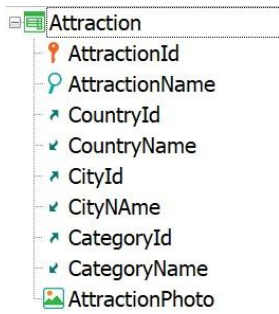 Attraction
AttractionId
AttractionName
CountryId
CountryName
CityId
CityNAme
CategoryId
CategoryName
AttractionPhoto